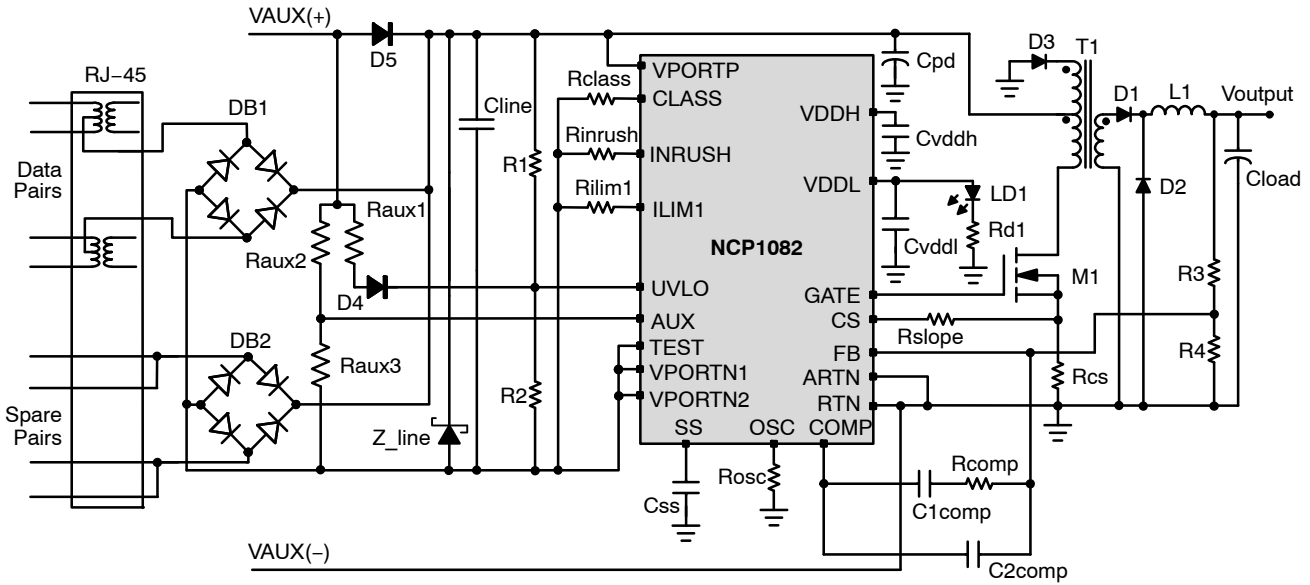 VAUX(+)
D5
RJ−45
DB1
Data
Pairs
Raux1
Raux2
D4
DB2
Raux3
Spare
Pairs
Z_line
Cline
R1
R2
Rclass
Rinrush
Rilim1
VPORTP
CLASS
INRUSH
ILIM1
NCP1082
UVLO
AUX
TEST
VPORTN1
VPORTN2
SS
OSC
COMP
VDDH
VDDL
GATE
CS
FB
ARTN
RTN
Cpd
Cvddh
Cvddl
LD1
Rd1
M1
Rslope
Rcs
D3
T1
D1
L1
Voutput
Cload
D2
R3
R4
Css
Rosc
Rcomp
C1comp
C2comp
VAUX(−)